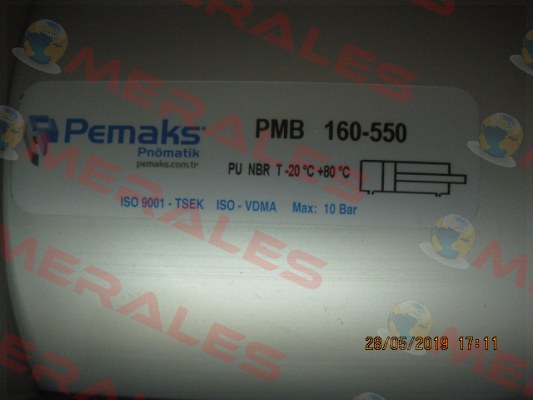 Pemaks
Pnömatik
pemaks.com.tr
PMB 160-550
PU NBR T -20 °C +80 °C
ISO 9001 - TSEK ISO - VDMA Max: 10 Bar
MERALES
MERALES
MERALES
28/05/2019 17:11